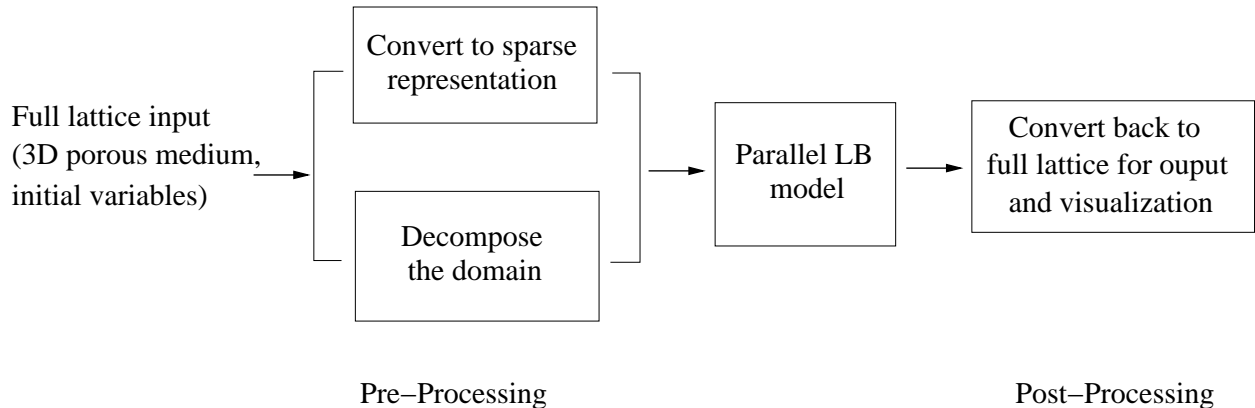 Full lattice input
(3D porous medium,
initial variables)
Convert to sparse
representation
Decompose
the domain
Parallel LB
model
Convert back to
full lattice for ouput
and visualization
Pre−Processing
Post−Processing